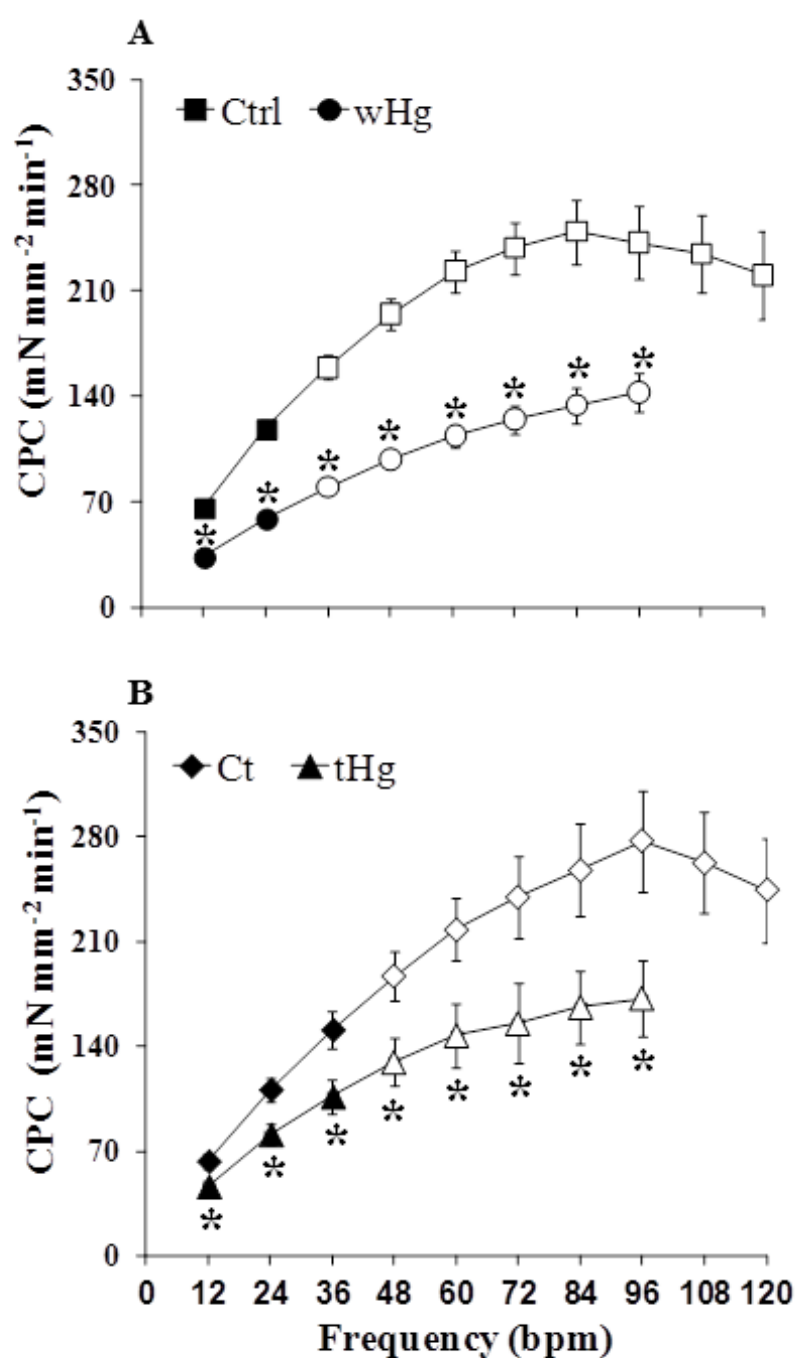 A
350
■ Ctrl ● wHg
280
210
140
70
0
CPC (mN mm⁻² min⁻¹)
* * * * * * * *
B
350
◆ Ct ▲ tHg
280
210
140
70
0
CPC (mN mm⁻² min⁻¹)
* * * * * * * *
0 12 24 36 48 60 72 84 96 108 120
Frequency (bpm)